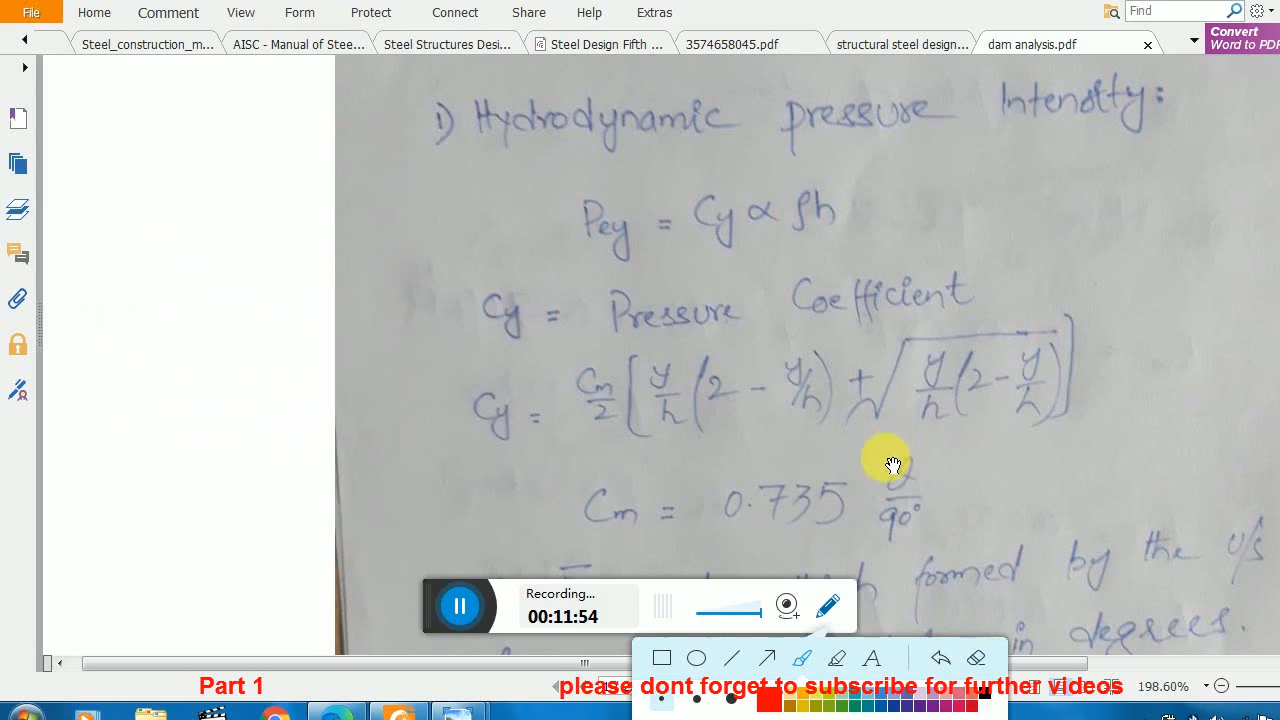 File Home Comment View Form Protect Connect Share Help Extras Find
Steel_construction_m... AISC - Manual of Stee... Steel Structures Desi... Steel Design Fifth ... 3574658045.pdf structural steel design... dam analysis.pdf Convert
Word to PDF
1) Hydrodynamic pressure Intensity:
Pey = Cy α ρh
Cy = Pressure Coefficient
Cy = Cm/2 [y/h (2 - y/h) + √(y/h (2 - y/h))]
Cm = 0.735 /90°
formed by the u/s
in degrees.
Recording...
00:11:54
Part 1 please dont forget to subscribe for further videos
198.60%